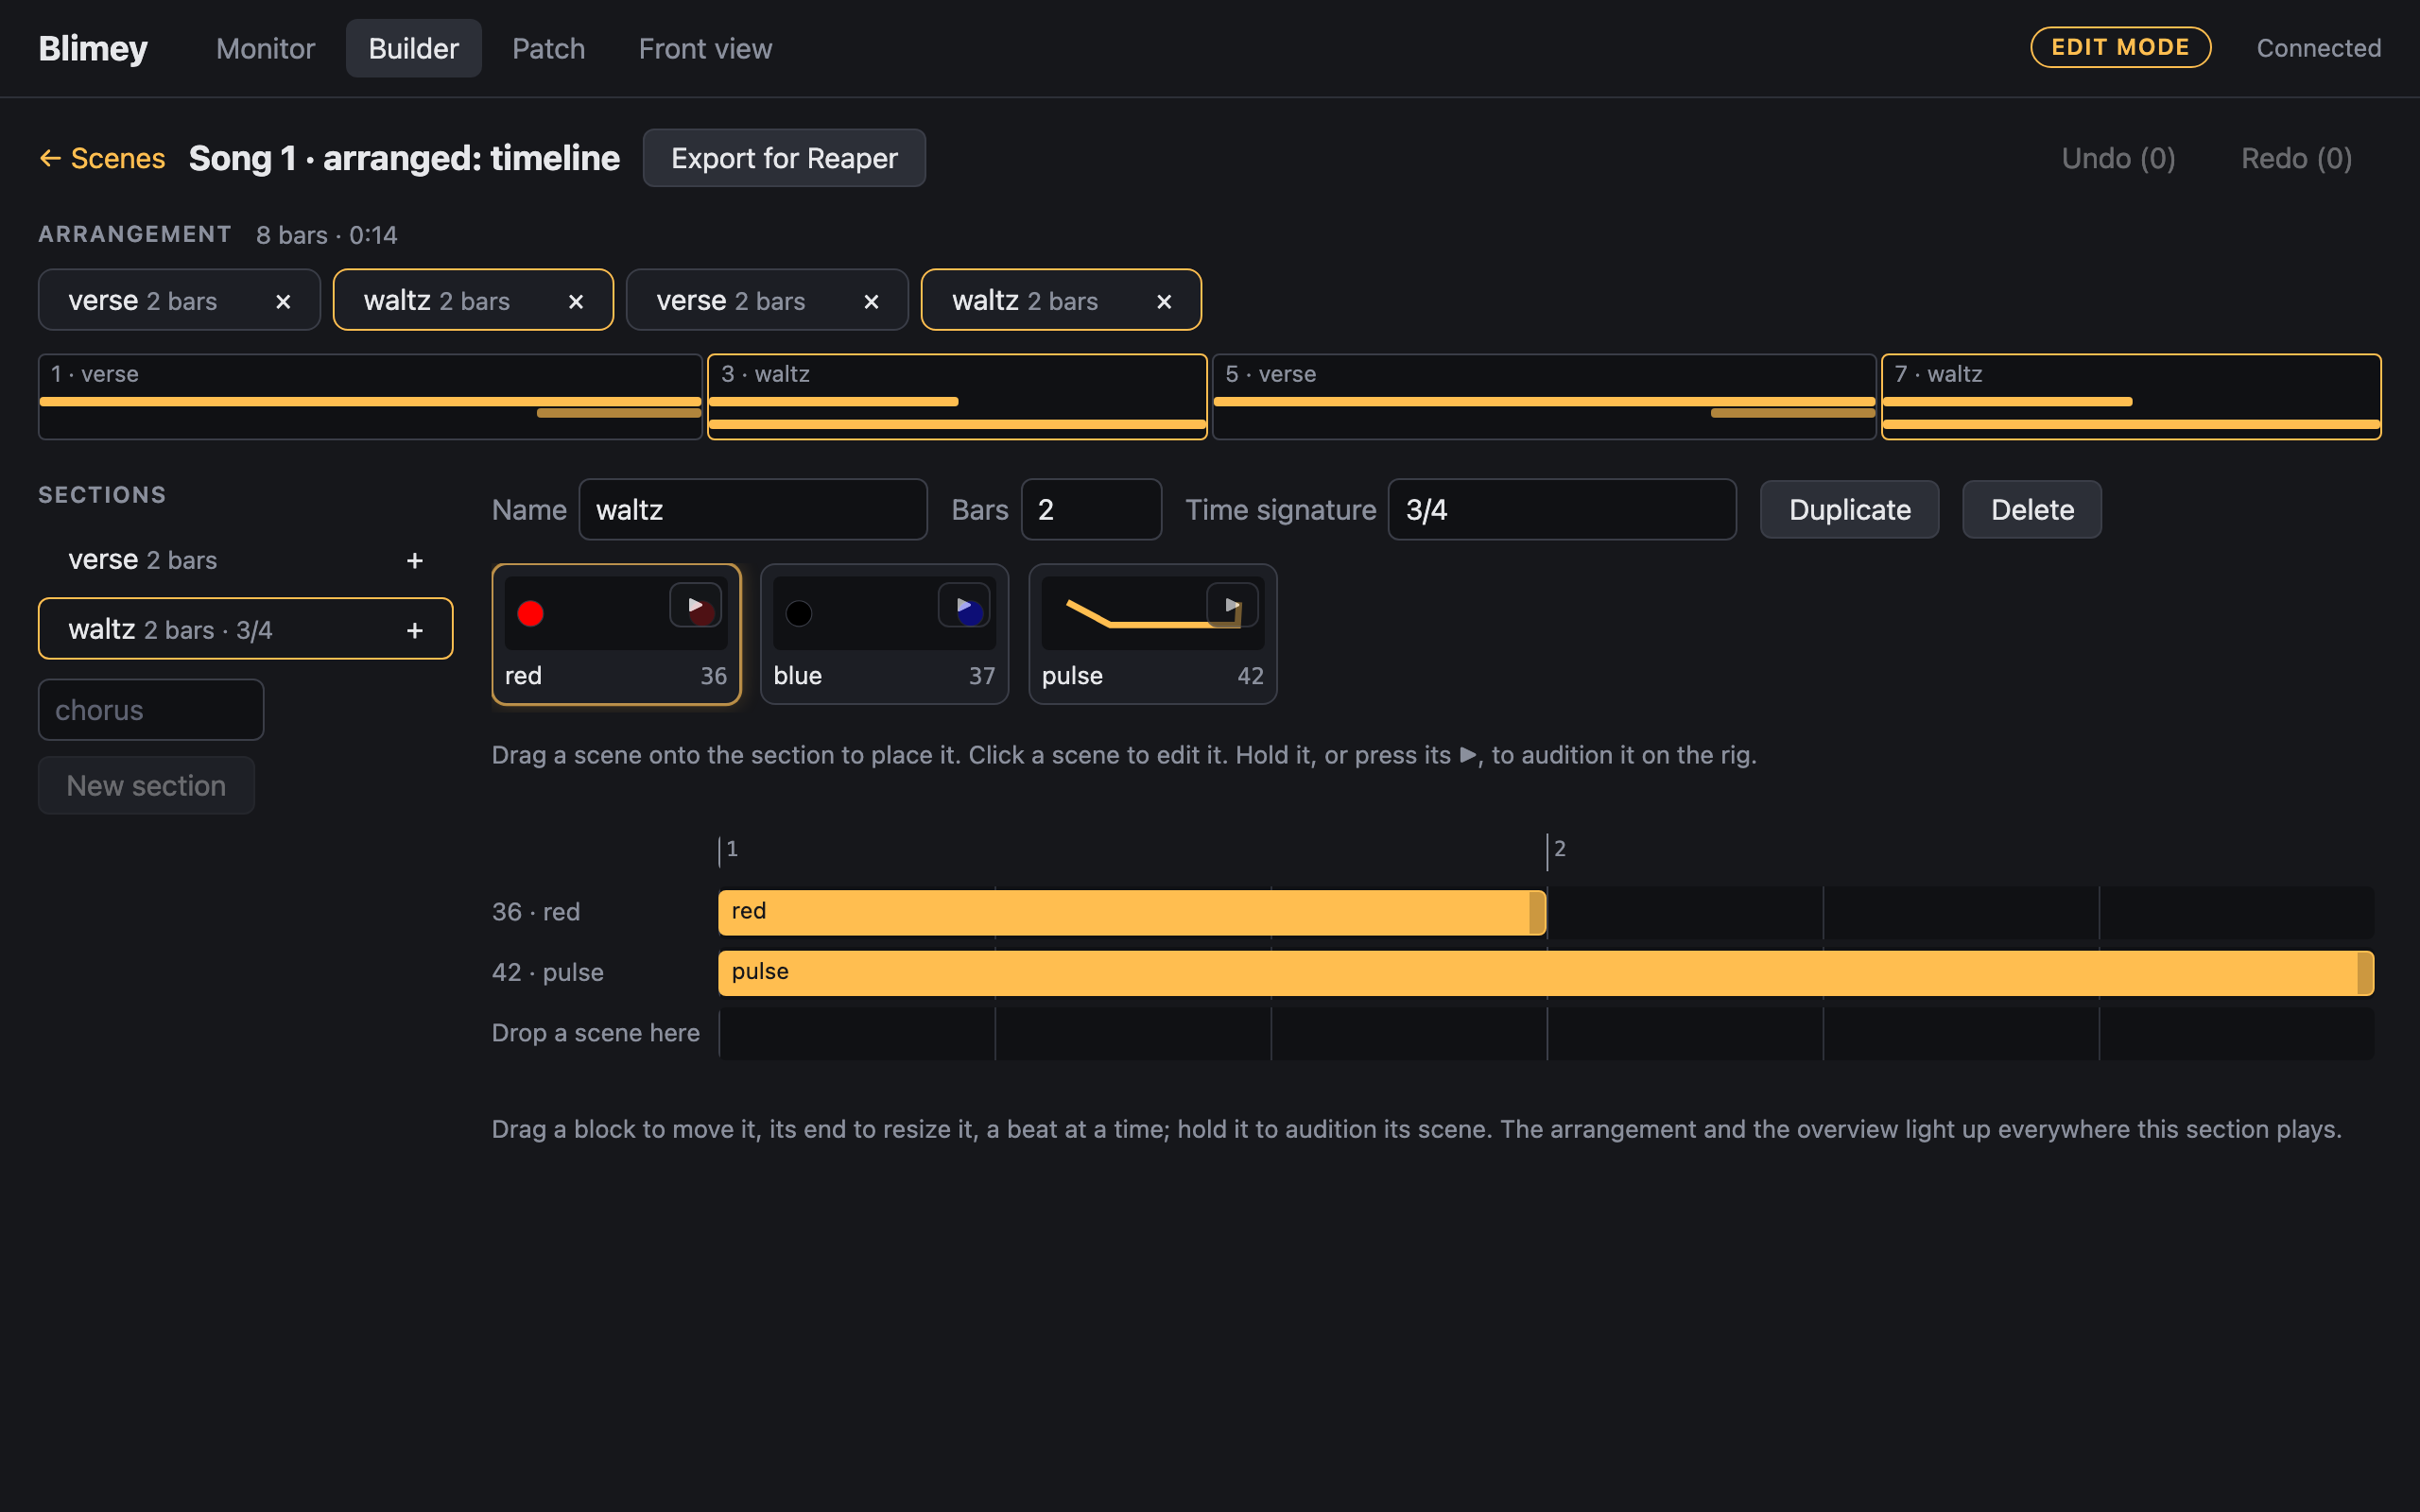 Blimey Monitor Builder Patch Front view EDIT MODE Connected
← Scenes Song 1 · arranged: timeline Export for Reaper Undo (0) Redo (0)
ARRANGEMENT 8 bars · 0:14
verse 2 bars × waltz 2 bars × verse 2 bars × waltz 2 bars ×
1 · verse 3 · waltz 5 · verse 7 · waltz
SECTIONS
verse 2 bars +
waltz 2 bars · 3/4 +
chorus
New section
Name waltz Bars 2 Time signature 3/4 Duplicate Delete
red 36 blue 37 pulse 42
Drag a scene onto the section to place it. Click a scene to edit it. Hold it, or press its ▶, to audition it on the rig.
1 2
36 · red red
42 · pulse pulse
Drop a scene here
Drag a block to move it, its end to resize it, a beat at a time; hold it to audition its scene. The arrangement and the overview light up everywhere this section plays.